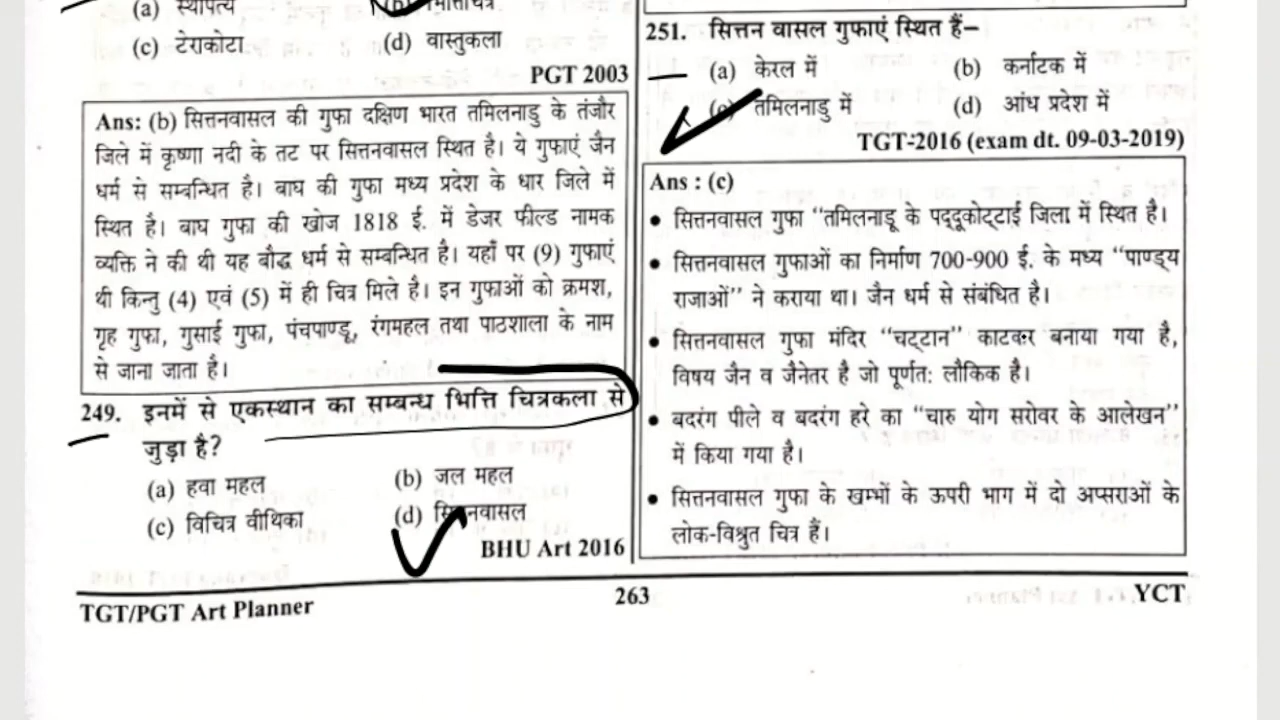 (a) स्थापत्य
(b) भित्तिचित्र
(c) टेराकोटा
(d) वास्तुकला
PGT 2003
Ans: (b) सित्तनवासल की गुफा दक्षिण भारत तमिलनाडु के तंजौर
जिले में कृष्णा नदी के तट पर सित्तनवासल स्थित है। ये गुफाएं जैन
धर्म से सम्बन्धित है। बाघ की गुफा मध्य प्रदेश के धार जिले में
स्थित है। बाघ गुफा की खोज 1818 ई. में डेजर फील्ड नामक
व्यक्ति ने की थी यह बौद्ध धर्म से सम्बन्धित है। यहाँ पर (9) गुफाएं
थी किन्तु (4) एवं (5) में ही चित्र मिले है। इन गुफाओं को क्रमश,
गृह गुफा, गुसाई गुफा, पंचपाण्डू, रंगमहल तथा पाठशाला के नाम
से जाना जाता है।
249. इनमें से एकस्थान का सम्बन्ध भित्ति चित्रकला से
जुड़ा है?
(a) हवा महल
(b) जल महल
(c) विचित्र वीथिका
(d) सित्तनवासल
BHU Art 2016
251. सित्तन वासल गुफाएं स्थित हैं–
(a) केरल में
(b) कर्नाटक में
(c) तमिलनाडु में
(d) आंध प्रदेश में
TGT-2016 (exam dt. 09-03-2019)
Ans : (c)
• सित्तनवासल गुफा "तमिलनाडू के पद्दूकोट्टाई जिला में स्थित है।
• सित्तनवासल गुफाओं का निर्माण 700-900 ई. के मध्य "पाण्ड्य
राजाओं" ने कराया था। जैन धर्म से संबंधित है।
• सित्तनवासल गुफा मंदिर "चट्टान" काटकर बनाया गया है,
विषय जैन व जैनेतर है जो पूर्णत: लौकिक है।
• बदरंग पीले व बदरंग हरे का "चारु योग सरोवर के आलेखन"
में किया गया है।
• सित्तनवासल गुफा के खम्भों के ऊपरी भाग में दो अप्सराओं के
लोक-विश्रुत चित्र हैं।
TGT/PGT Art Planner
263
YCT